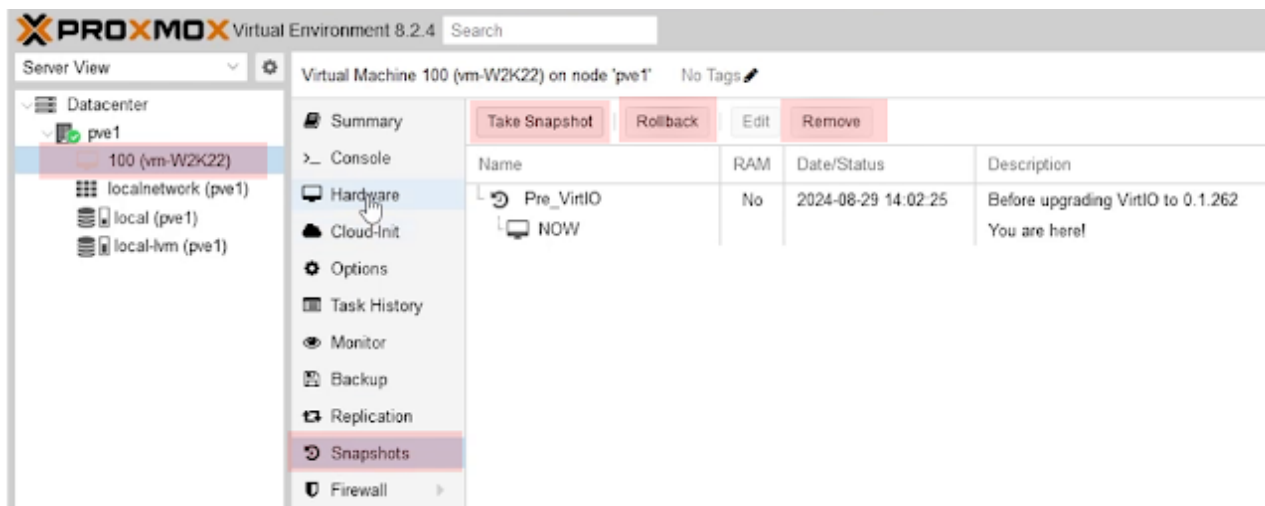 PROXMOX Virtual Environment 8.2.4 Search
Server View
Virtual Machine 100 (vm-W2K22) on node 'pve1' No Tags
Datacenter
pve1
100 (vm-W2K22)
localnetwork (pve1)
local (pve1)
local-lvm (pve1)
Summary
Console
Hardware
Cloud-Init
Options
Task History
Monitor
Backup
Replication
Snapshots
Firewall
Take Snapshot Rollback Edit Remove
Name RAM Date/Status Description
Pre_VirtIO No 2024-08-29 14:02:25 Before upgrading VirtIO to 0.1.262
NOW You are here!